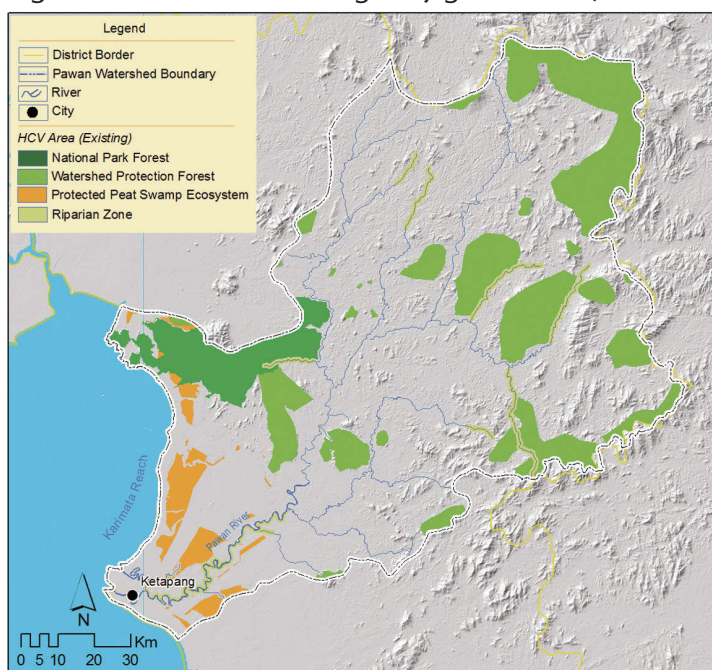 Legend
District Border
Pawan Watershed Boundary
River
City
HCV Area (Existing)
National Park Forest
Watershed Protection Forest
Protected Peat Swamp Ecosystem
Riparian Zone
Karimata Reach
Pawan River
Ketapang
N
Km
0 5 10 20 30